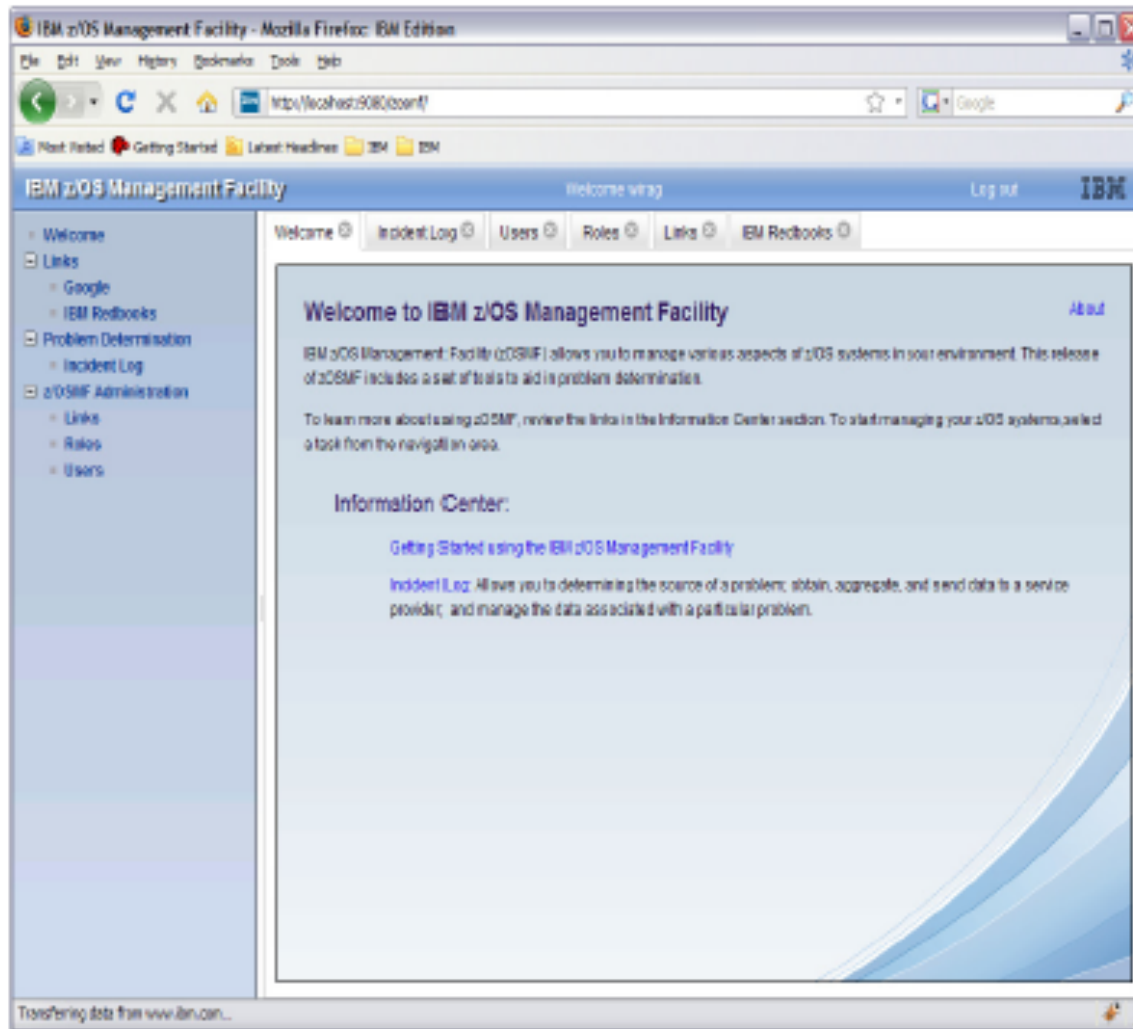 IBM z/OS Management Facility - Mozilla Firefox: IBM Edition
File Edit View History Bookmarks Tools Help
Google
Most Visited Getting Started Latest Headlines IBM IBM
IBM z/OS Management Facility
Welcome wirag
Log out
IBM
Welcome
Links
Google
IBM Redbooks
Problem Determination
Incident Log
z/OSMF Administration
Links
Roles
Users
Welcome Incident Log Users Roles Links IBM Redbooks
Welcome to IBM z/OS Management Facility
About
IBM z/OS Management Facility (z/OSMF) allows you to manage various aspects of z/OS systems in your environment. This release
of z/OSMF includes a set of tools to aid in problem determination.
To learn more about using z/OSMF, review the links in the Information Center section. To start managing your z/OS systems, select
a task from the navigation area.
Information Center:
Getting Started using the IBM z/OS Management Facility
Incident Log: Allows you to determining the source of a problem; obtain, aggregate, and send data to a service
provider; and manage the data associated with a particular problem.
Transferring data from www.ibm.com...